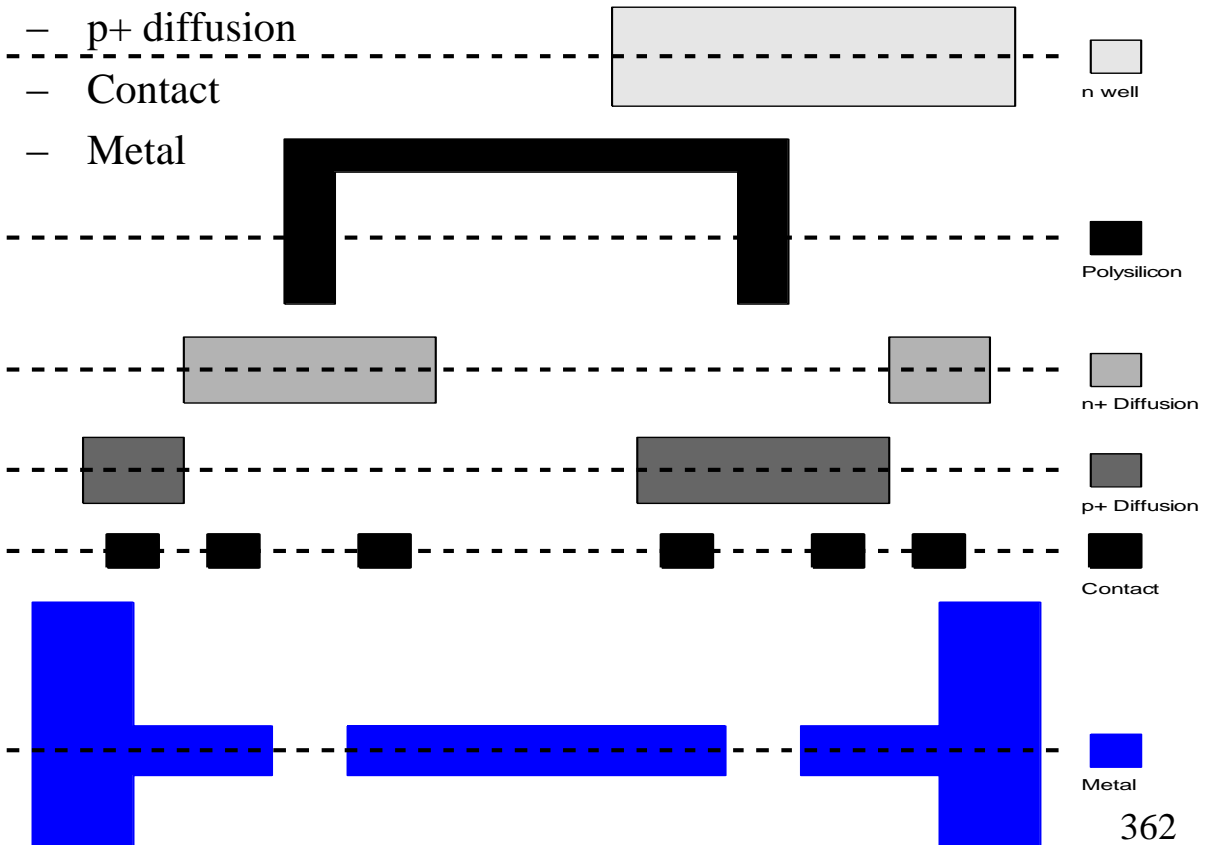 – p+ diffusion
n well
– Contact
– Metal
Polysilicon
n+ Diffusion
p+ Diffusion
Contact
Metal
362